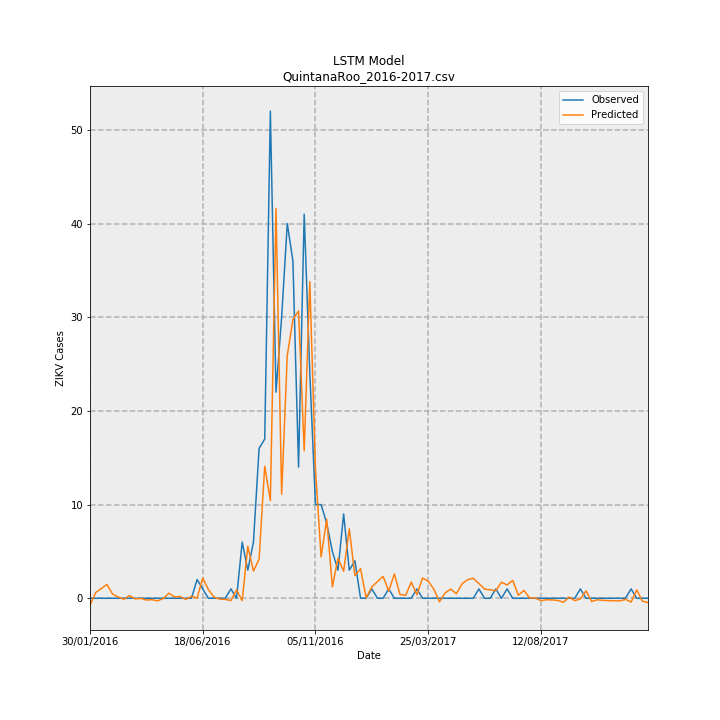 LSTM Model
QuintanaRoo_2016-2017.csv
Observed
Predicted
50
40
30
20
10
0
ZIKV Cases
30/01/2016
18/06/2016
05/11/2016
25/03/2017
12/08/2017
Date